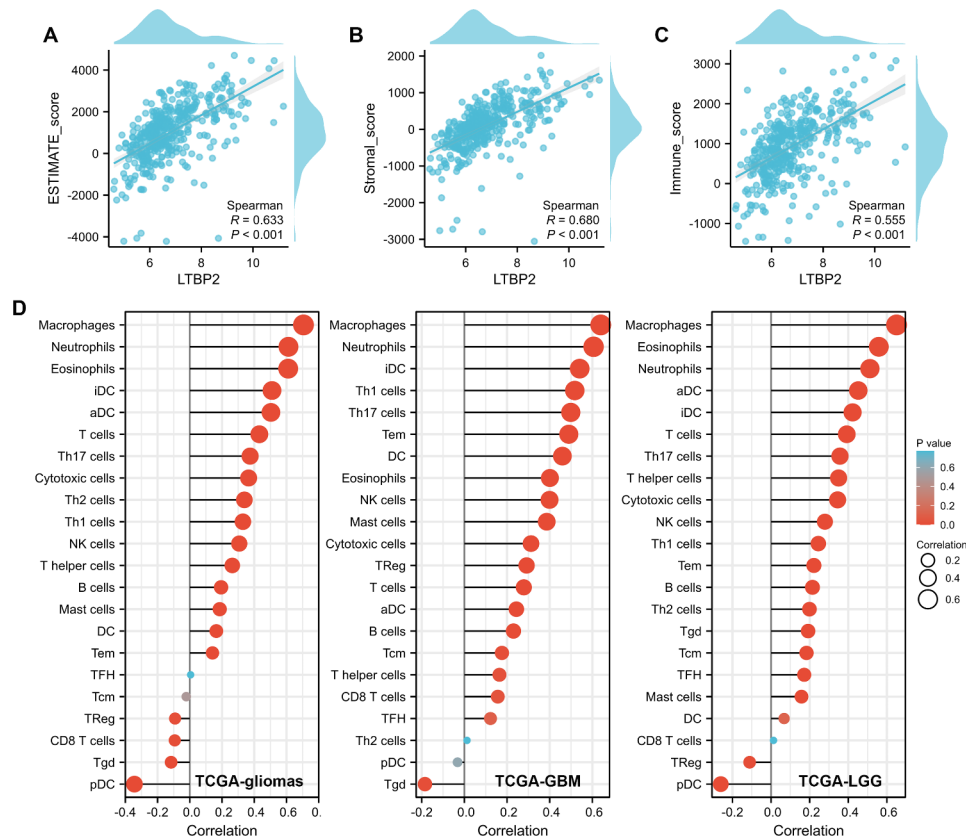 A
B
C
4000
2000
0
-2000
-4000
ESTIMATE_score
Spearman
R = 0.633
P < 0.001
6
8
10
LTBP2
2000
1000
0
-1000
-2000
-3000
Stromal_score
Spearman
R = 0.680
P < 0.001
6
8
10
LTBP2
3000
2000
1000
0
-1000
Immune_score
Spearman
R = 0.555
P < 0.001
6
8
10
LTBP2
D
Macrophages
Neutrophils
Eosinophils
iDC
aDC
T cells
Th17 cells
Cytotoxic cells
Th2 cells
Th1 cells
NK cells
T helper cells
B cells
Mast cells
DC
Tem
TFH
Tcm
TReg
CD8 T cells
Tgd
pDC
TCGA-gliomas
-0.4
-0.2
0.0
0.2
0.4
0.6
0.
Correlation
Macrophages
Neutrophils
iDC
Th1 cells
Th17 cells
Tem
DC
Eosinophils
NK cells
Mast cells
Cytotoxic cells
TReg
T cells
aDC
B cells
Tcm
T helper cells
CD8 T cells
TFH
Th2 cells
pDC
Tgd
TCGA-GBM
-0.2
0.0
0.2
0.4
0.6
Correlation
Macrophages
Eosinophils
Neutrophils
aDC
iDC
T cells
Th17 cells
T helper cells
Cytotoxic cells
NK cells
Th1 cells
Tem
B cells
Th2 cells
Tgd
Tcm
TFH
Mast cells
DC
CD8 T cells
TReg
pDC
TCGA-LGG
-0.2
0.0
0.2
0.4
0.6
Correlation
P value
0.6
0.4
0.2
0.0
Correlation
0.2
0.4
0.6